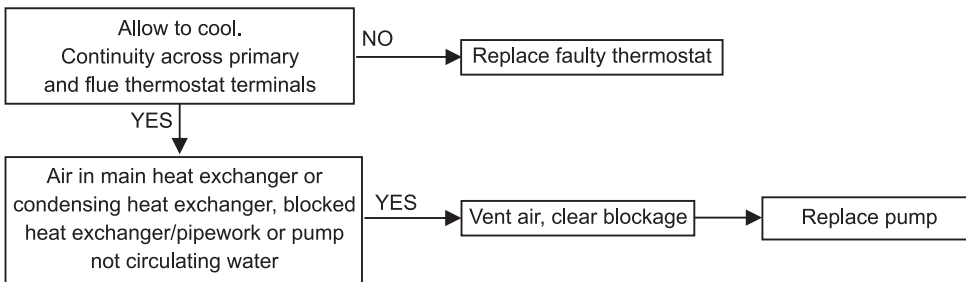 Allow to cool.
Continuity across primary
and flue thermostat terminals
NO
Replace faulty thermostat
YES
Air in main heat exchanger or
condensing heat exchanger, blocked
heat exchanger/pipework or pump
not circulating water
YES
Vent air, clear blockage
Replace pump